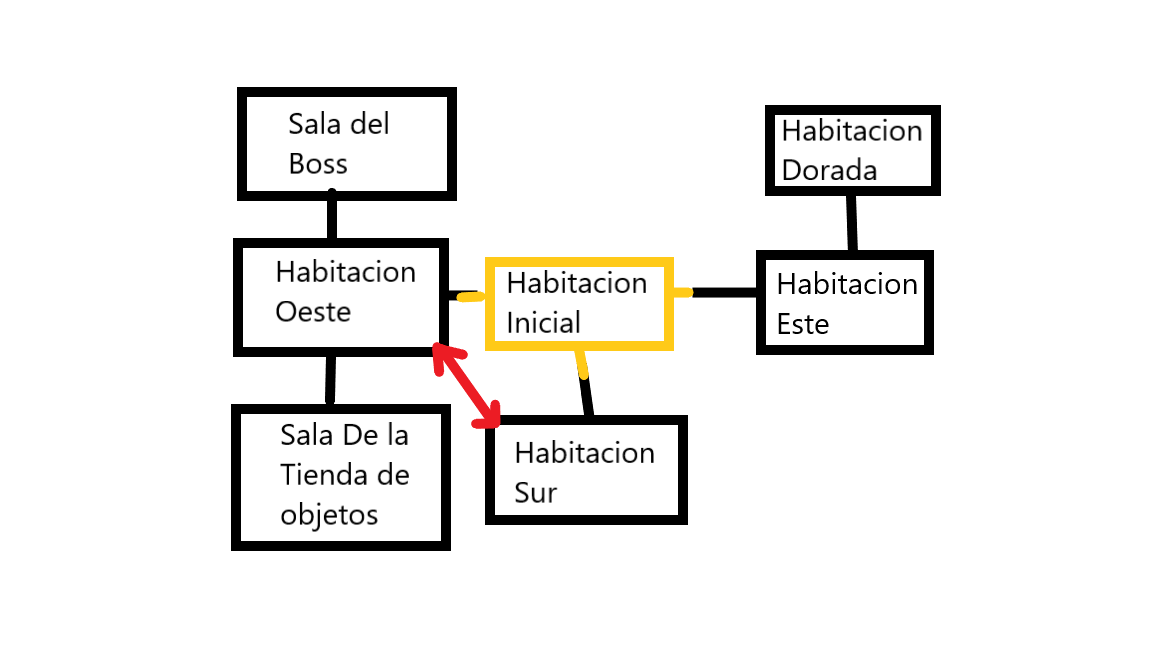 Sala del
Boss
Habitacion
Dorada
Habitacion
Oeste
Habitacion
Inicial
Habitacion
Este
Sala De la
Tienda de
objetos
Habitacion
Sur